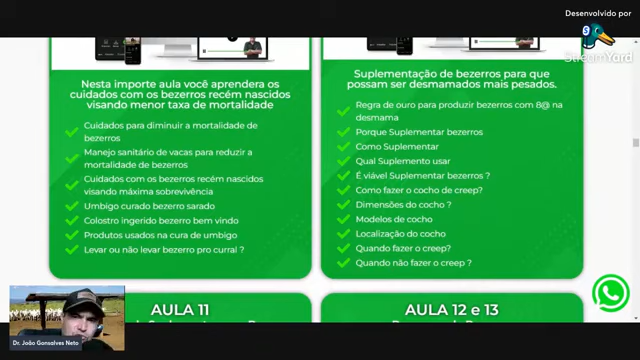 Desenvolvido por
StreamYard
Nesta importe aula você aprendera os
cuidados com os bezerros recém nascidos
visando menor taxa de mortalidade
Cuidados para diminuir a mortalidade de
bezerros
Manejo sanitário de vacas para reduzir a
mortalidade de bezerros
Cuidados com os bezerros recém nascidos
visando máxima sobrevivência
Umbigo curado bezerro sarado
Colostro ingerido bezerro bem vindo
Produtos usados na cura de umbigo
Levar ou não levar bezerro pro curral ?
Suplementação de bezerros para que
possam ser desmamados mais pesados.
Regra de ouro para produzir bezerros com 8@ na
desmama
Porque Suplementar bezerros
Como Suplementar
Qual Suplemento usar
É viável Suplementar bezerros ?
Como fazer o cocho de creep?
Dimensões do cocho ?
Modelos de cocho
Localização do cocho
Quando fazer o creep?
Quando não fazer o creep ?
AULA 11
AULA 12 e 13
Dr. João Gonsalves Neto